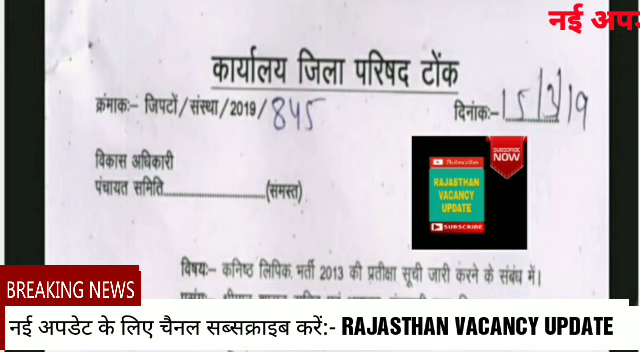 नई अपडे
कार्यालय जिला परिषद टोंक
क्रमाकः- जिपटों/संस्था/2019/845
दिनाकः- 15/3/19
विकास अधिकारी
पंचायत समिति....................(समस्त)
SUBSCRIBE
NOW
Subscribe
RAJASTHAN
VACANCY
UPDATE
SUBSCRIBE
विषयः- कनिष्ठ लिपिक भर्ती 2013 की प्रतीक्षा सूची जारी करने के संबंध में।
BREAKING NEWS
नई अपडेट के लिए चैनल सब्सक्राइब करें:- RAJASTHAN VACANCY UPDATE